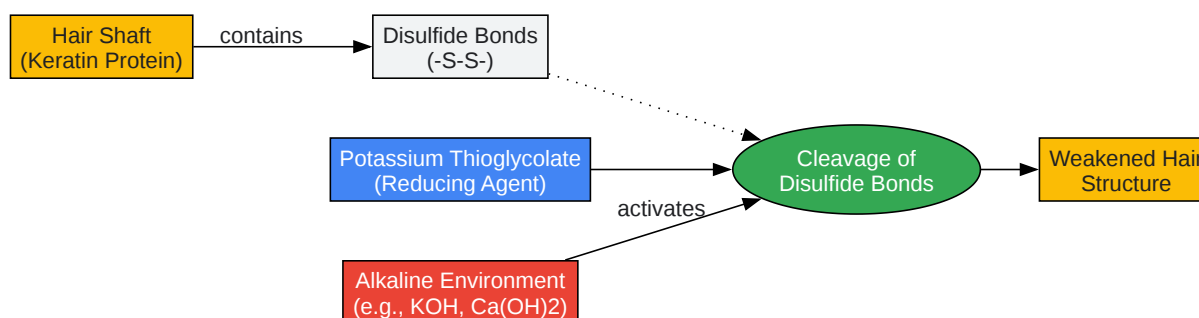 Hair Shaft
(Keratin Protein)
contains
Disulfide Bonds
(-S-S-)
Potassium Thioglycolate
(Reducing Agent)
Cleavage of
Disulfide Bonds
Weakened Hair
Structure
activates
Alkaline Environment
(e.g., KOH, Ca(OH)2)